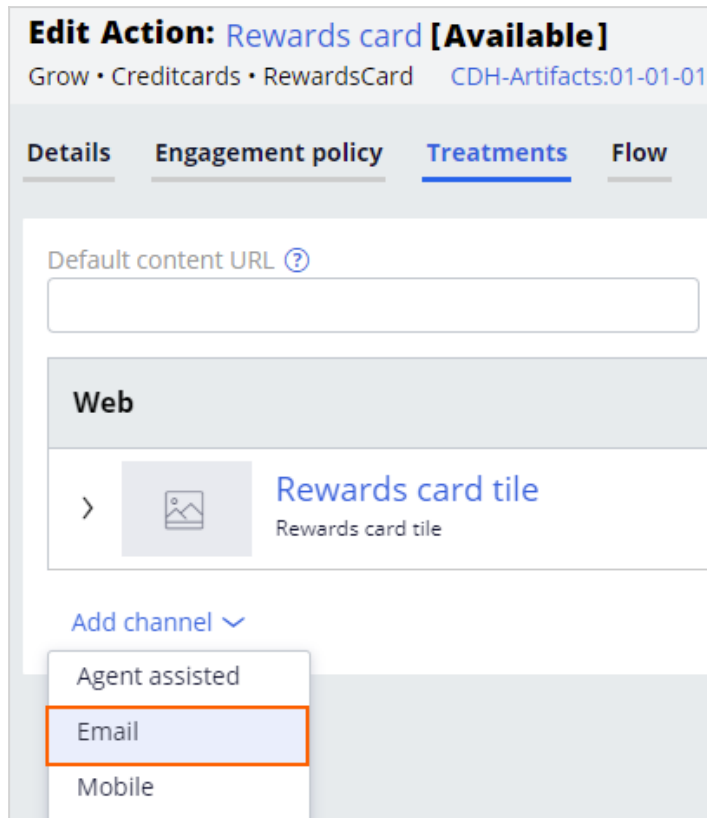 Edit Action: Rewards card [Available]
Grow • Creditcards • RewardsCard CDH-Artifacts:01-01-01
Details Engagement policy Treatments Flow
Default content URL ?
Web
Rewards card tile
Rewards card tile
Add channel
Agent assisted
Email
Mobile